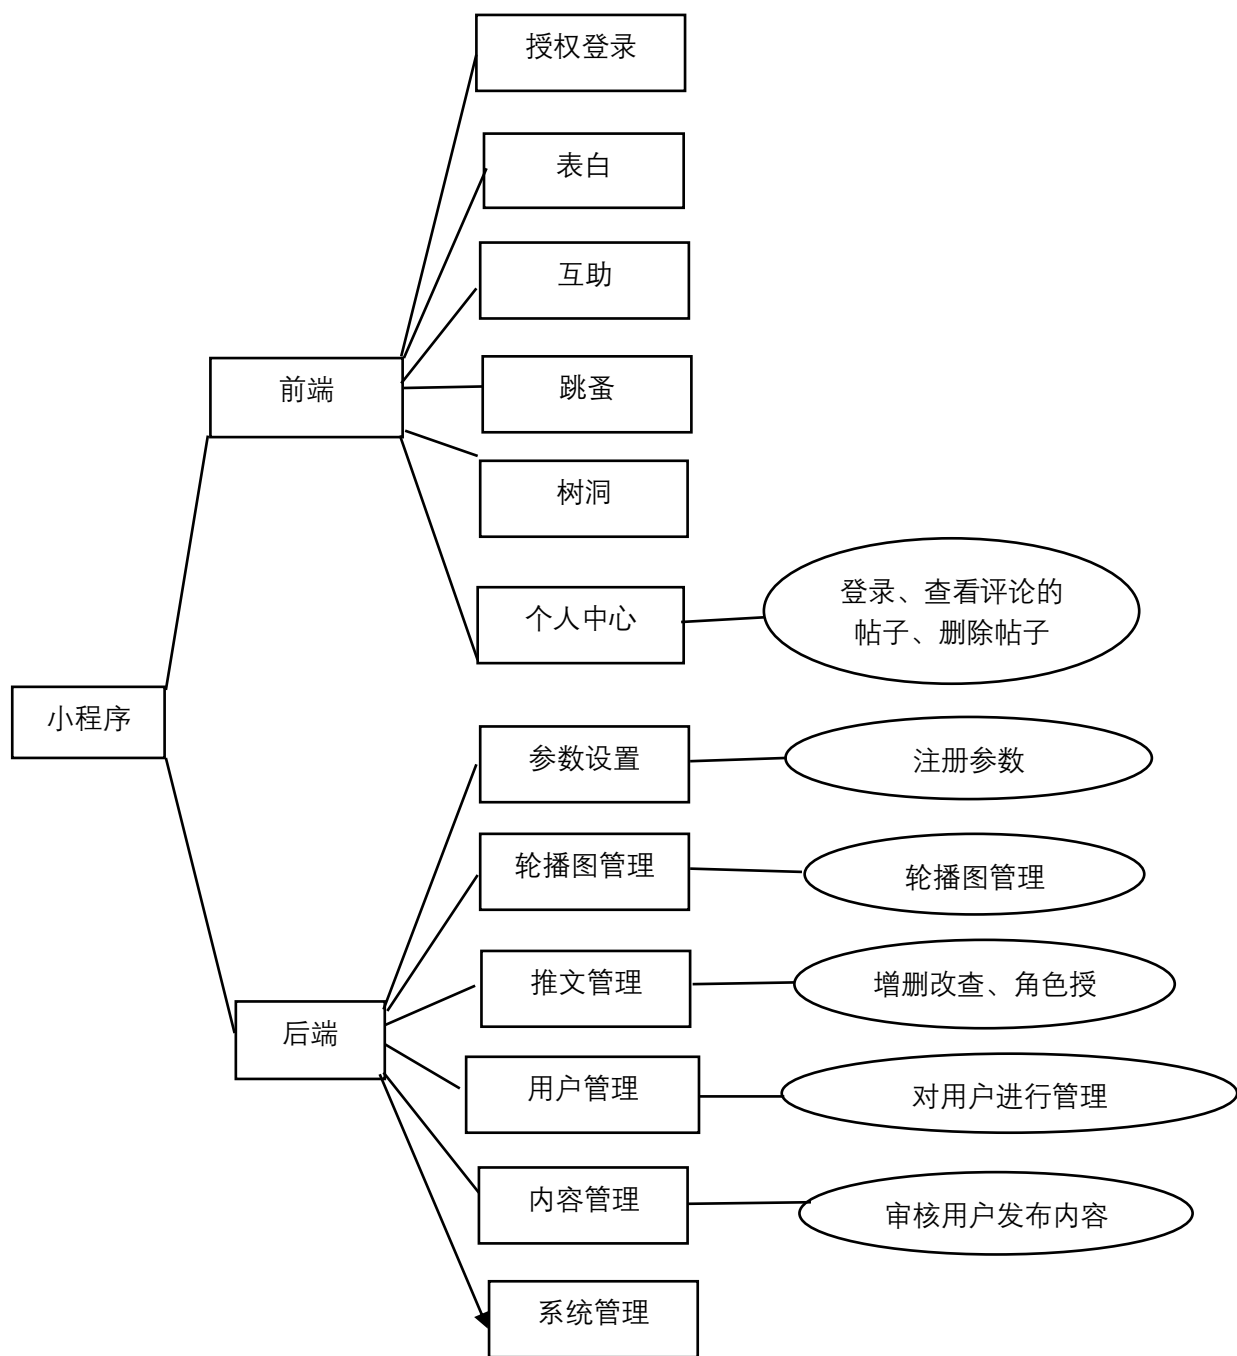 授权登录
表白
互助
前端
跳蚤
树洞
个人中心
登录、查看评论的
帖子、删除帖子
小程序
参数设置
注册参数
轮播图管理
轮播图管理
推文管理
增删改查、角色授
后端
用户管理
对用户进行管理
内容管理
审核用户发布内容
系统管理